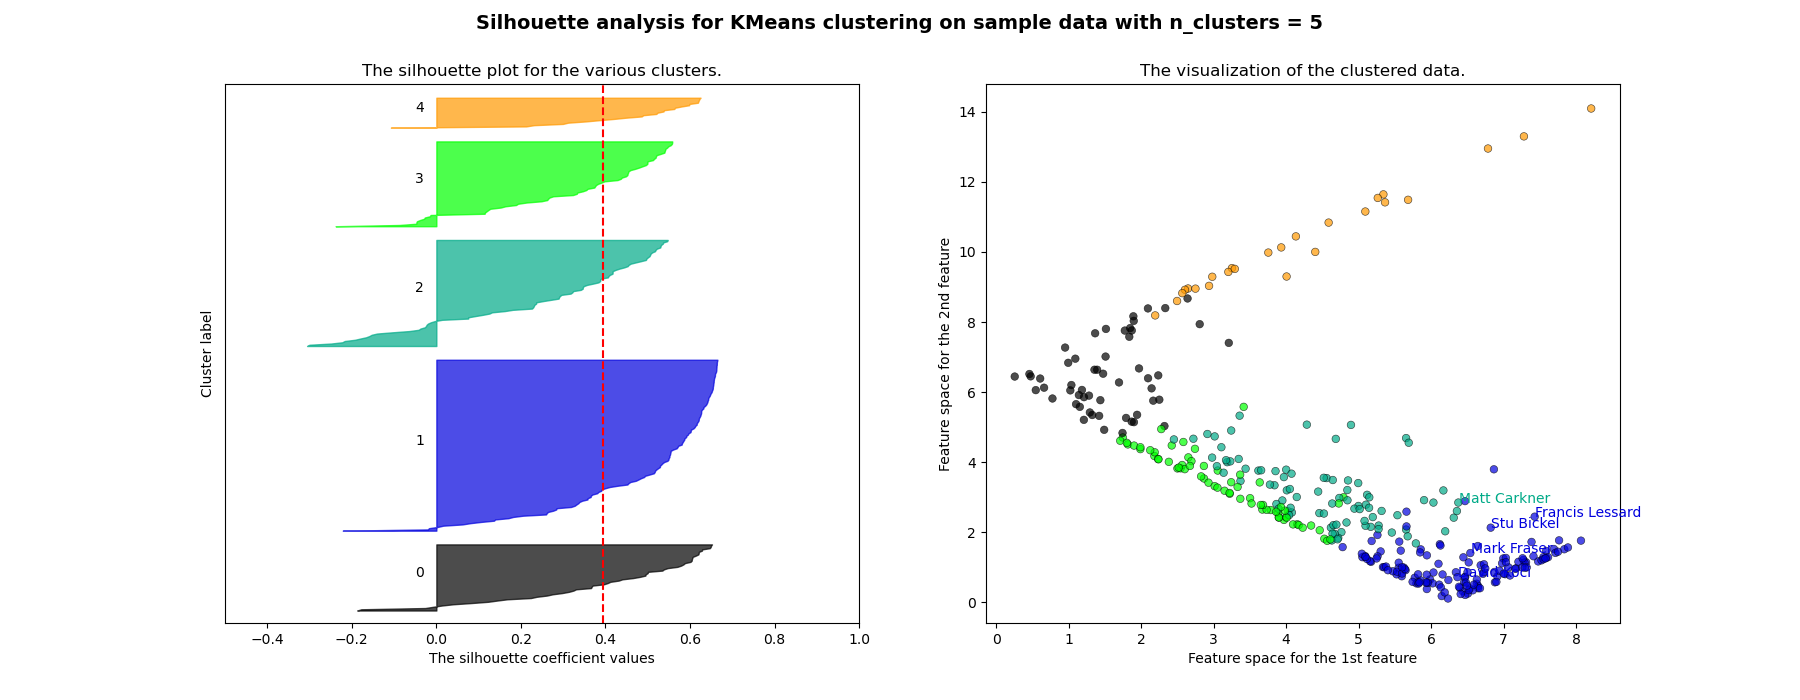 Silhouette analysis for KMeans clustering on sample data with n_clusters = 5
The silhouette plot for the various clusters.
4
3
2
1
0
Cluster label
−0.4 −0.2 0.0 0.2 0.4 0.6 0.8 1.0
The silhouette coefficient values
The visualization of the clustered data.
14
12
10
8
6
4
2
0
Feature space for the 2nd feature
Matt Carkner
Francis Lessard
Stu Bickel
Mark Fraser
David Koci
0 1 2 3 4 5 6 7 8
Feature space for the 1st feature